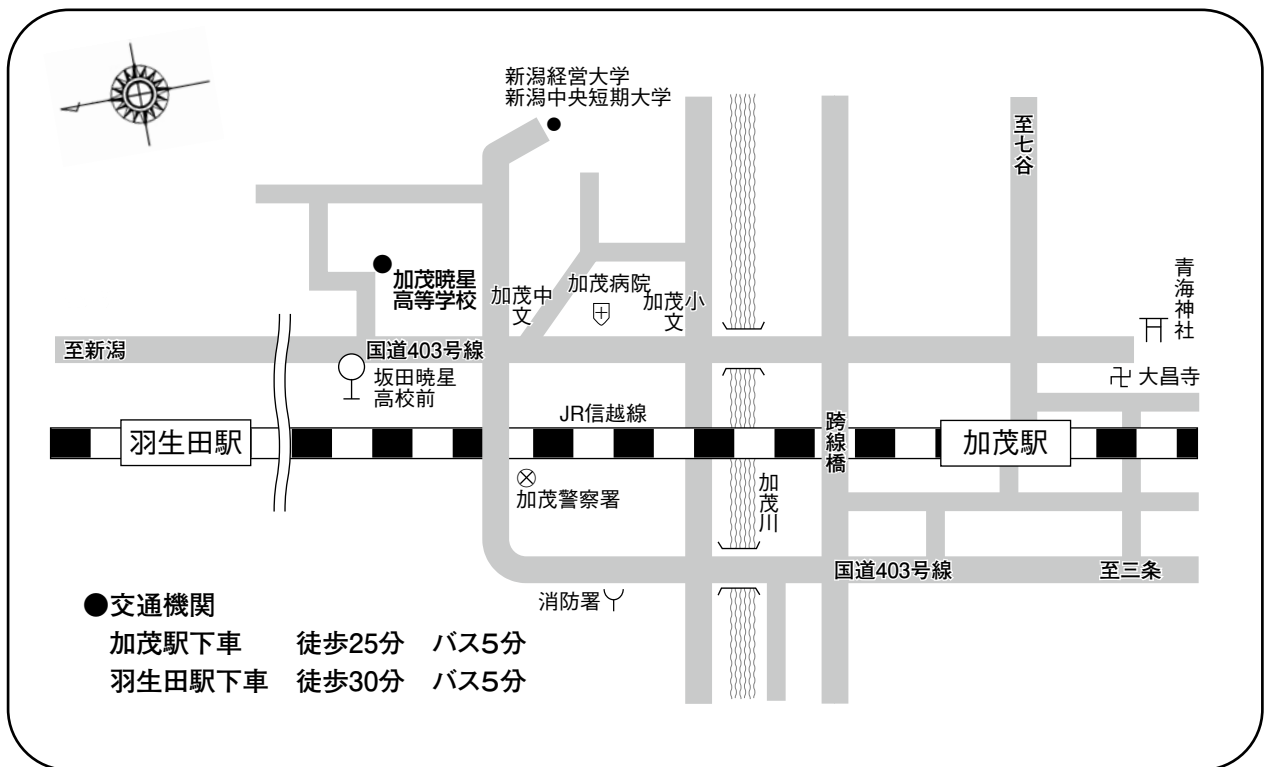 新潟経営大学
新潟中央短期大学
至七谷
加茂暁星
高等学校
加茂中
文
加茂病院
加茂小
文
青海神社
至新潟
国道403号線
坂田暁星
高校前
大昌寺
JR信越線
羽生田駅
跨線橋
加茂駅
加茂警察署
加茂川
国道403号線
至三条
消防署
●交通機関
加茂駅下車 徒歩25分 バス5分
羽生田駅下車 徒歩30分 バス5分